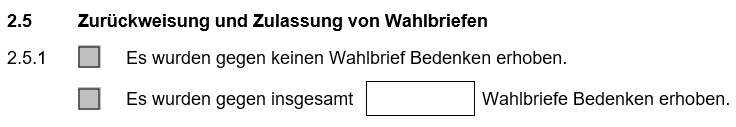 2.5 Zurückweisung und Zulassung von Wahlbriefen
2.5.1 Es wurden gegen keinen Wahlbrief Bedenken erhoben.
Es wurden gegen insgesamt Wahlbriefe Bedenken erhoben.